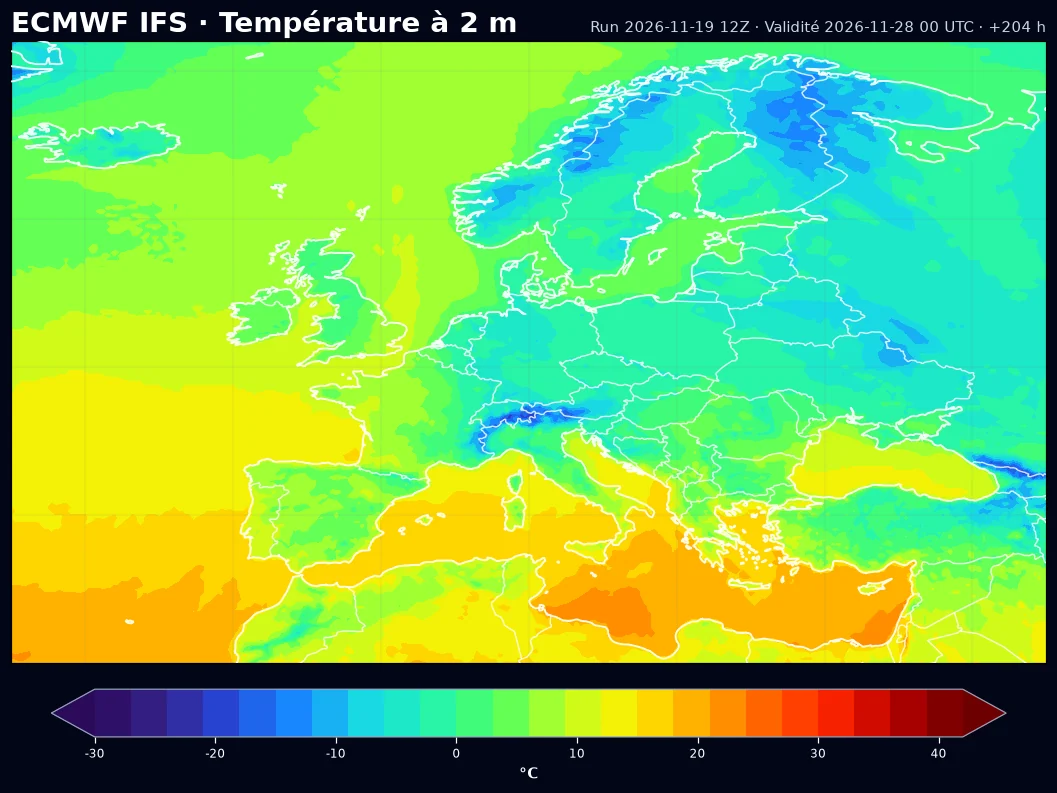 ECMWF IFS · Température à 2 m
Run 2026-11-19 12Z · Validité 2026-11-28 00 UTC · +204 h
-30 -20 -10 0 10 20 30 40
°C